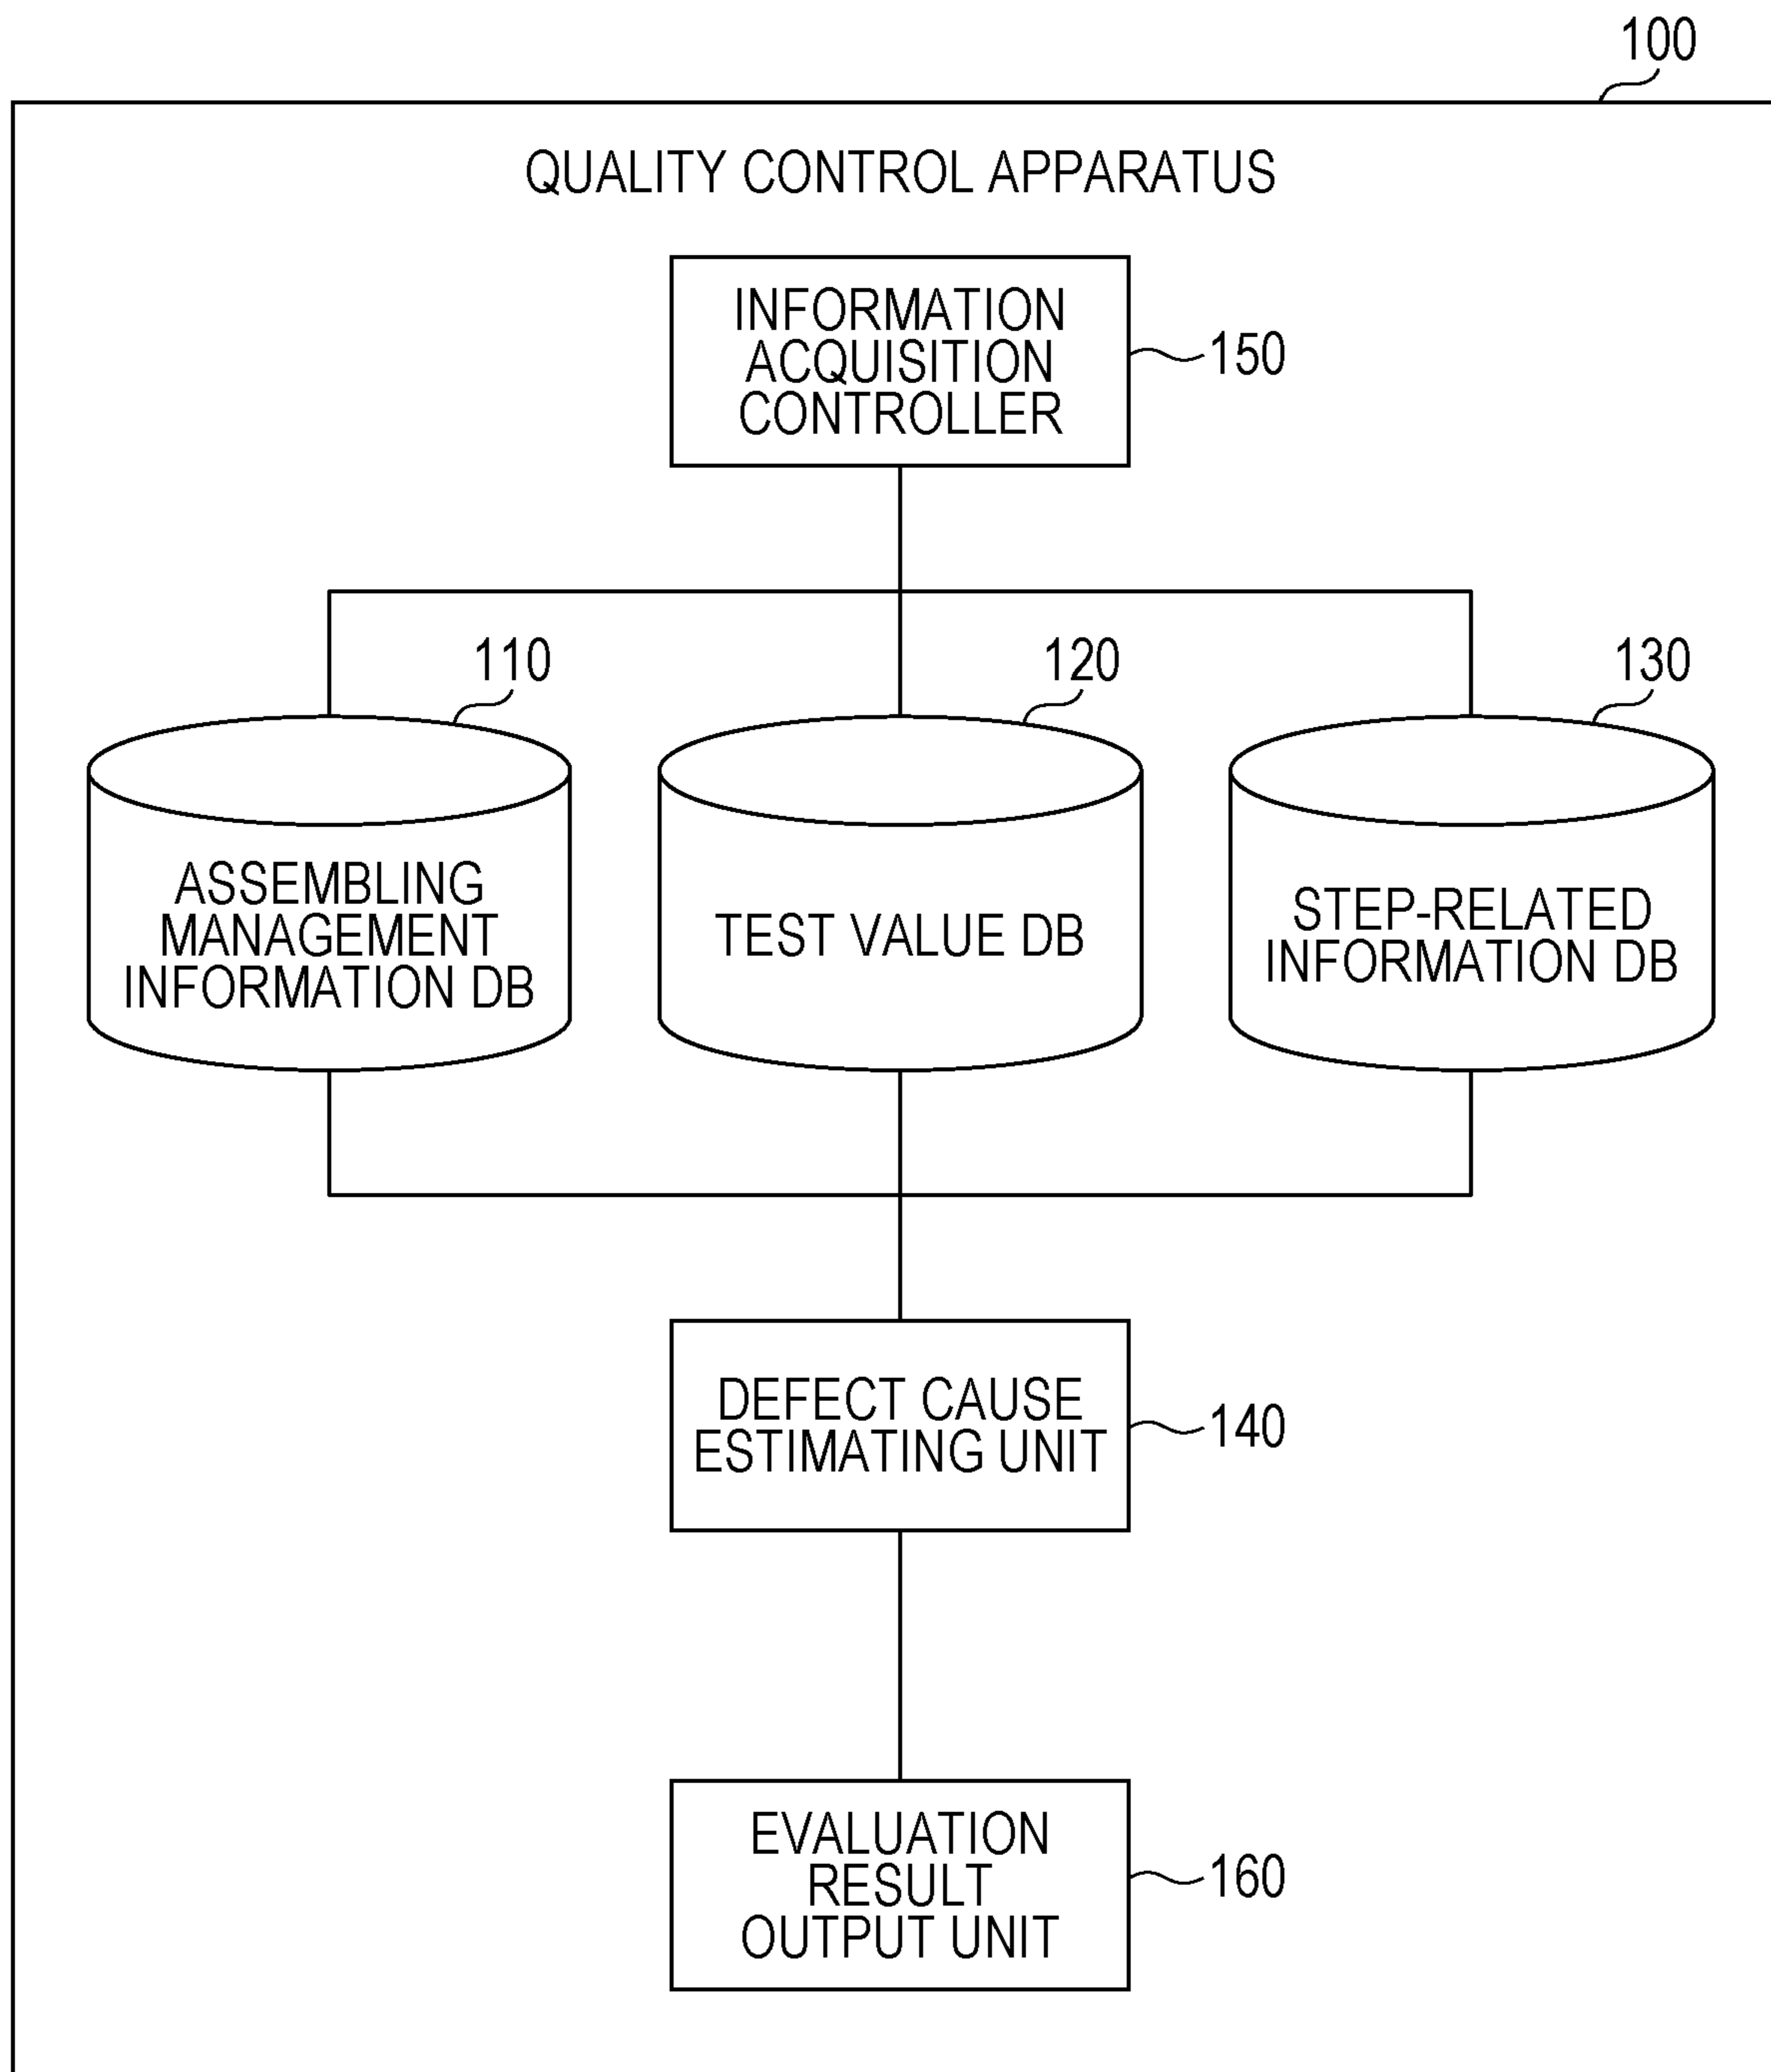 100
QUALITY CONTROL APPARATUS
INFORMATION
ACQUISITION
CONTROLLER
150
110
120
130
ASSEMBLING
MANAGEMENT
INFORMATION DB
TEST VALUE DB
STEP-RELATED
INFORMATION DB
DEFECT CAUSE
ESTIMATING UNIT
140
EVALUATION
RESULT
OUTPUT UNIT
160